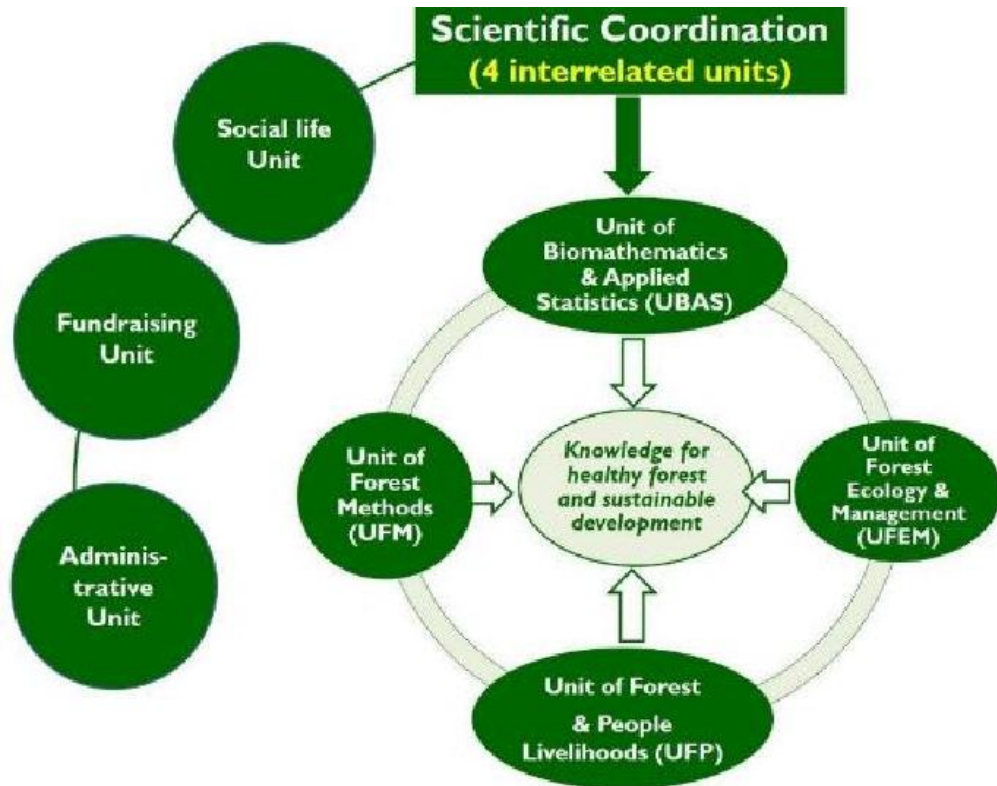 Scientific Coordination
(4 interrelated units)
Social life
Unit
Fundraising
Unit
Adminis-
trative
Unit
Unit of
Biomathematics
& Applied
Statistics (UBAS)
Unit of
Forest
Methods
(UFM)
Knowledge for
healthy forest
and sustainable
development
Unit of
Forest
Ecology &
Management
(UFEM)
Unit of Forest
& People
Livelihoods (UFP)